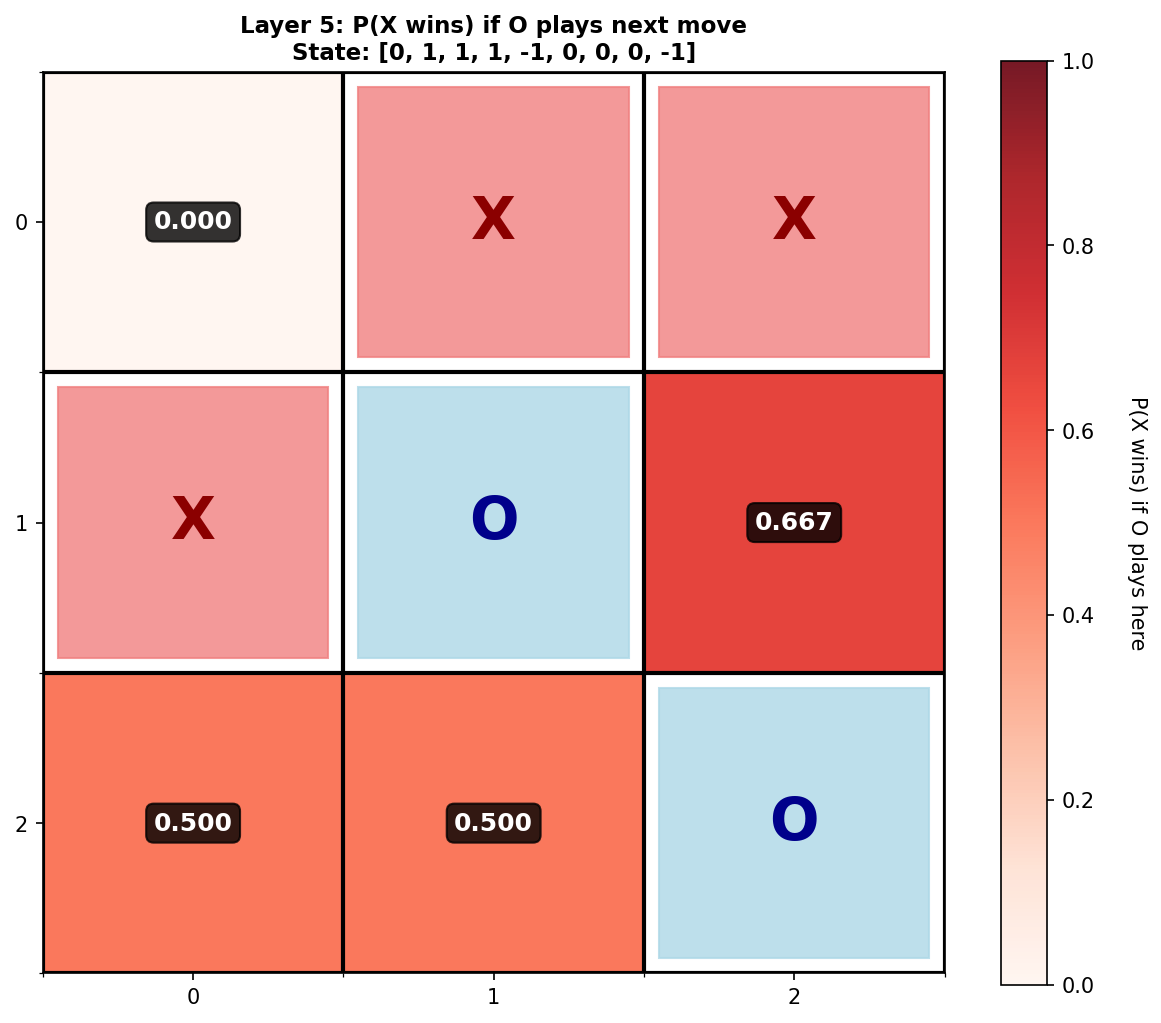 Layer 5: P(X wins) if O plays next move
State: [0, 1, 1, 1, -1, 0, 0, 0, -1]
0
0.000
X
X
1
X
O
0.667
2
0.500
0.500
O
0
1
2
1.0
0.8
0.6
0.4
0.2
0.0
P(X wins) if O plays here